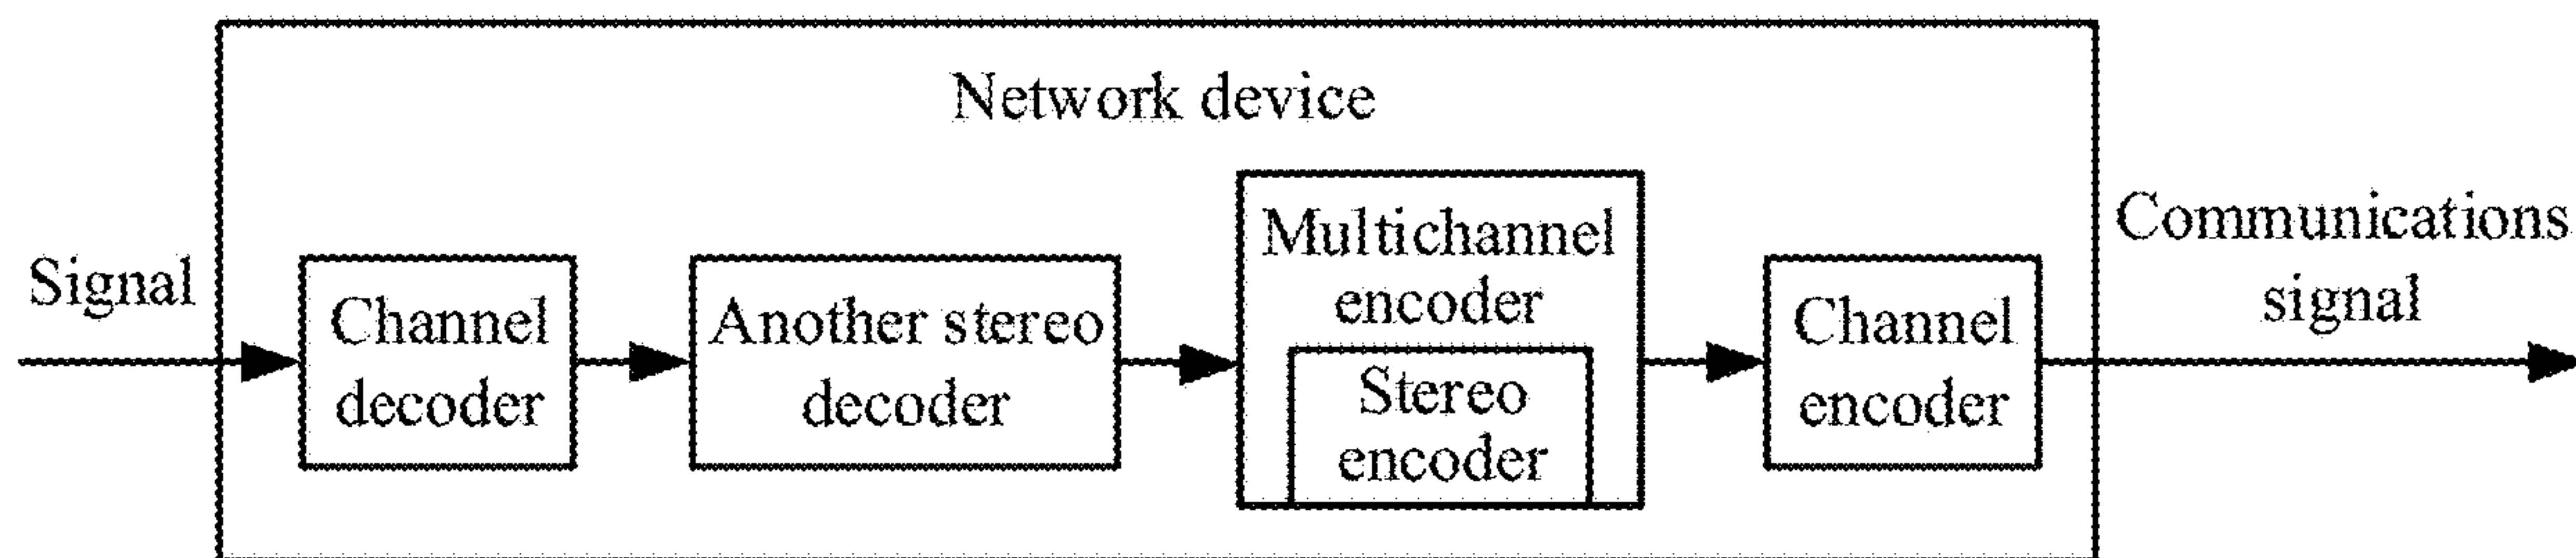 Network device
Signal
Channel
decoder
Another stereo
decoder
Multichannel
encoder
Stereo
encoder
Channel
encoder
Communications
signal